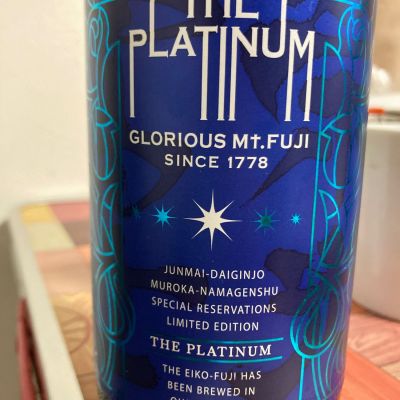 THE
PLATINUM
GLORIOUS Mt.FUJI
SINCE 1778
JUNMAI-DAIGINJO
MUROKA-NAMAGENSHU
SPECIAL RESERVATIONS
LIMITED EDITION
THE PLATINUM
THE EIKO-FUJI HAS
BEEN BREWED IN